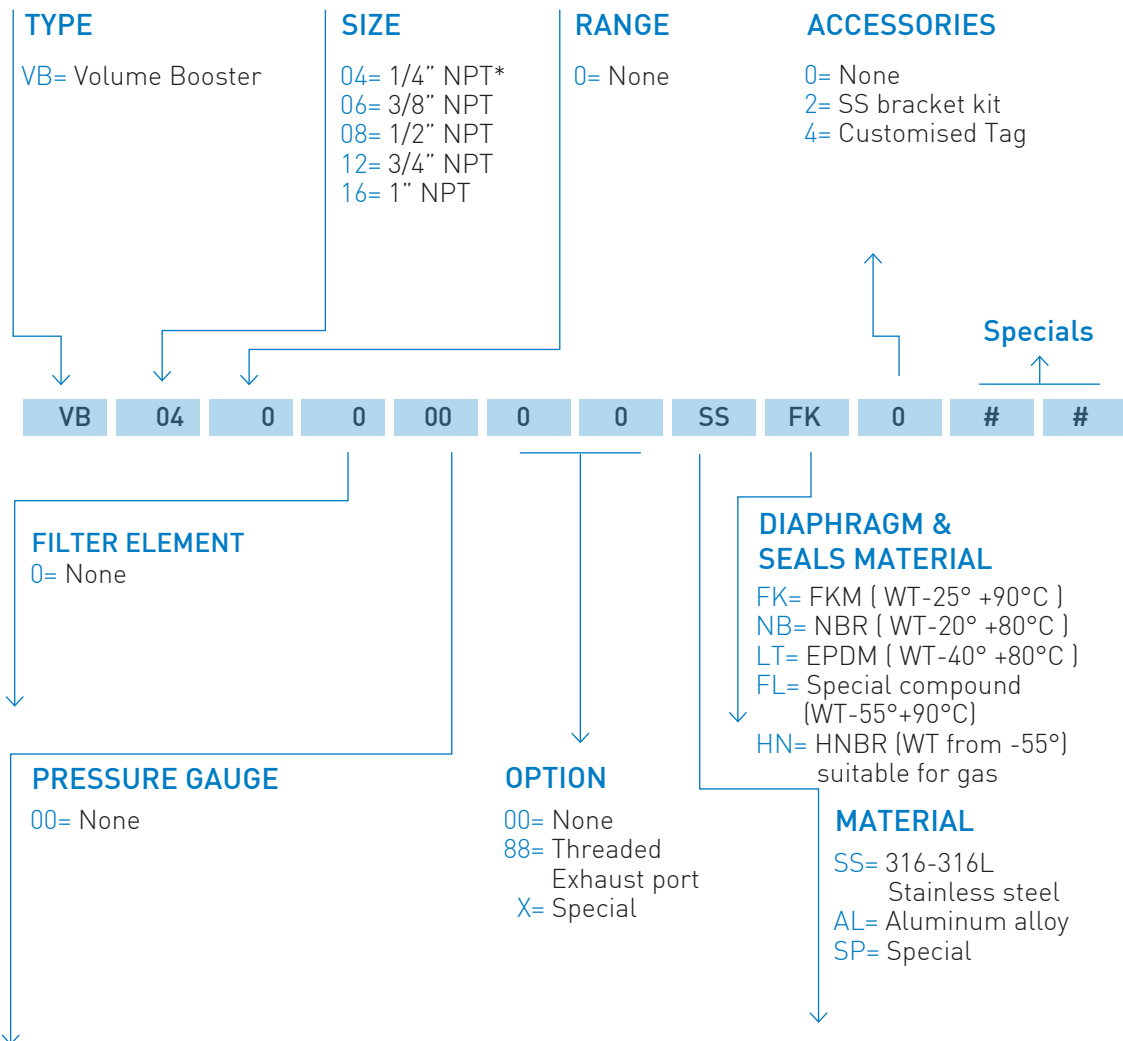 TYPE
VB= Volume Booster
SIZE
04= 1/4” NPT*
06= 3/8” NPT
08= 1/2” NPT
12= 3/4” NPT
16= 1” NPT
RANGE
0= None
ACCESSORIES
0= None
2= SS bracket kit
4= Customised Tag
Specials
VB 04 0 0 00 0 0 SS FK 0 # #
FILTER ELEMENT
0= None
PRESSURE GAUGE
00= None
OPTION
00= None
88= Threaded
Exhaust port
X= Special
DIAPHRAGM &
SEALS MATERIAL
FK= FKM ( WT-25° +90°C )
NB= NBR ( WT-20° +80°C )
LT= EPDM ( WT-40° +80°C )
FL= Special compound
(WT-55°+90°C)
HN= HNBR (WT from -55°)
suitable for gas
MATERIAL
SS= 316-316L
Stainless steel
AL= Aluminum alloy
SP= Special